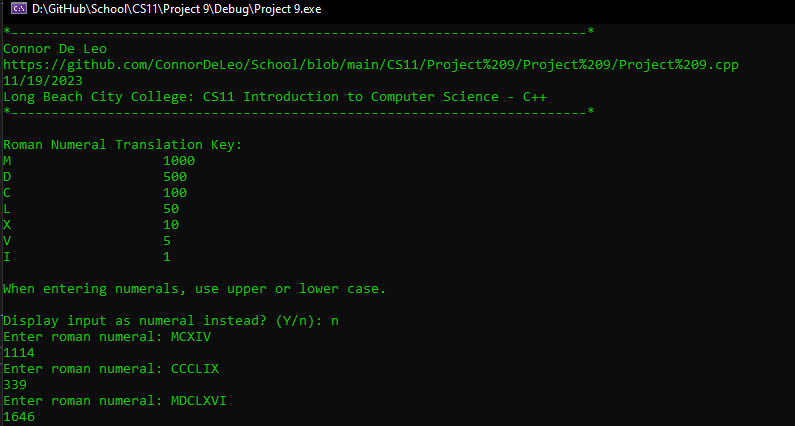 D:\GitHub\School\CS11\Project 9\Debug\Project 9.exe
*------------------------------------------------------------------------*
Connor De Leo
https://github.com/ConnorDeLeo/School/blob/main/CS11/Project%209/Project%209/Project%209.cpp
11/19/2023
Long Beach City College: CS11 Introduction to Computer Science - C++
*------------------------------------------------------------------------*
Roman Numeral Translation Key:
M 1000
D 500
C 100
L 50
X 10
V 5
I 1
When entering numerals, use upper or lower case.
Display input as numeral instead? (Y/n): n
Enter roman numeral: MCXIV
1114
Enter roman numeral: CCCLIX
339
Enter roman numeral: MDCLXVI
1646